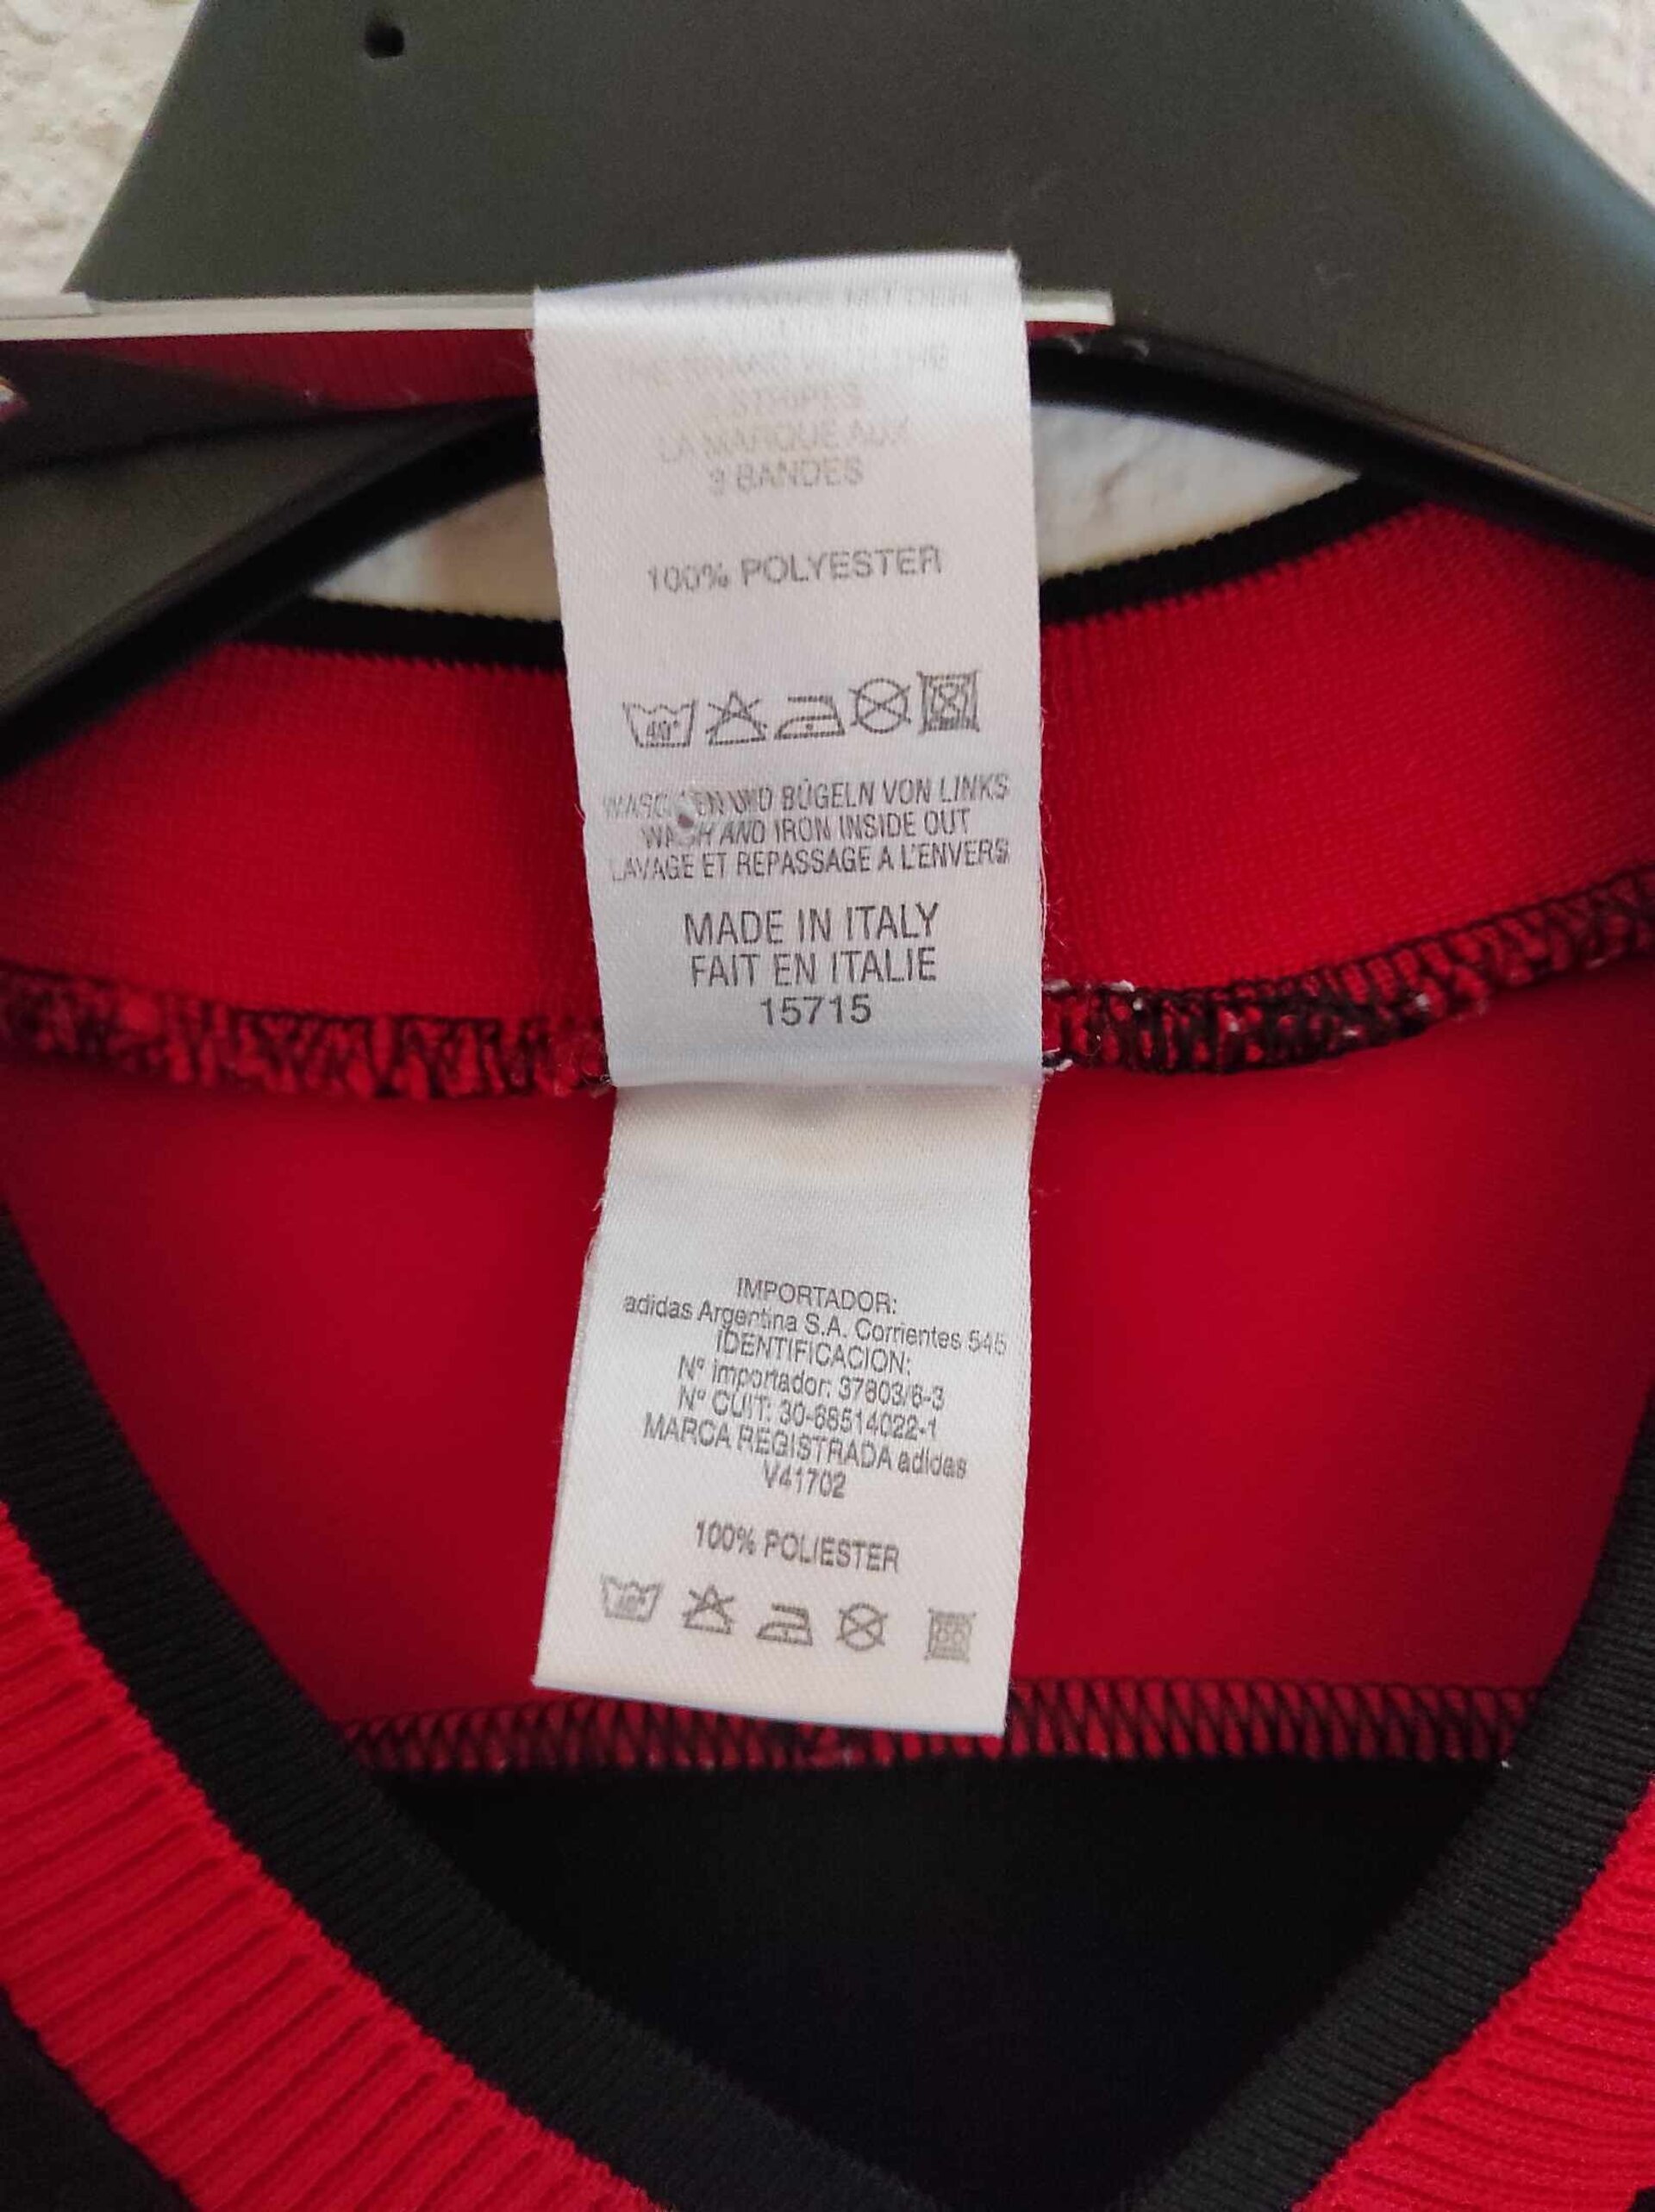 THE BRAND WITH THE
3 STRIPES
LA MARQUE AUX
3 BANDES
100% POLYESTER
40°
WASCHEN UND BÜGELN VON LINKS
WASH AND IRON INSIDE OUT
LAVAGE ET REPASSAGE A L'ENVERS
MADE IN ITALY
FAIT EN ITALIE
15715
IMPORTADOR:
adidas Argentina S.A. Corrientes 545
IDENTIFICACION:
Nº importador: 37803/6-3
Nº CUIT: 30-68514022-1
MARCA REGISTRADA adidas
V41702
100% POLIESTER
40°